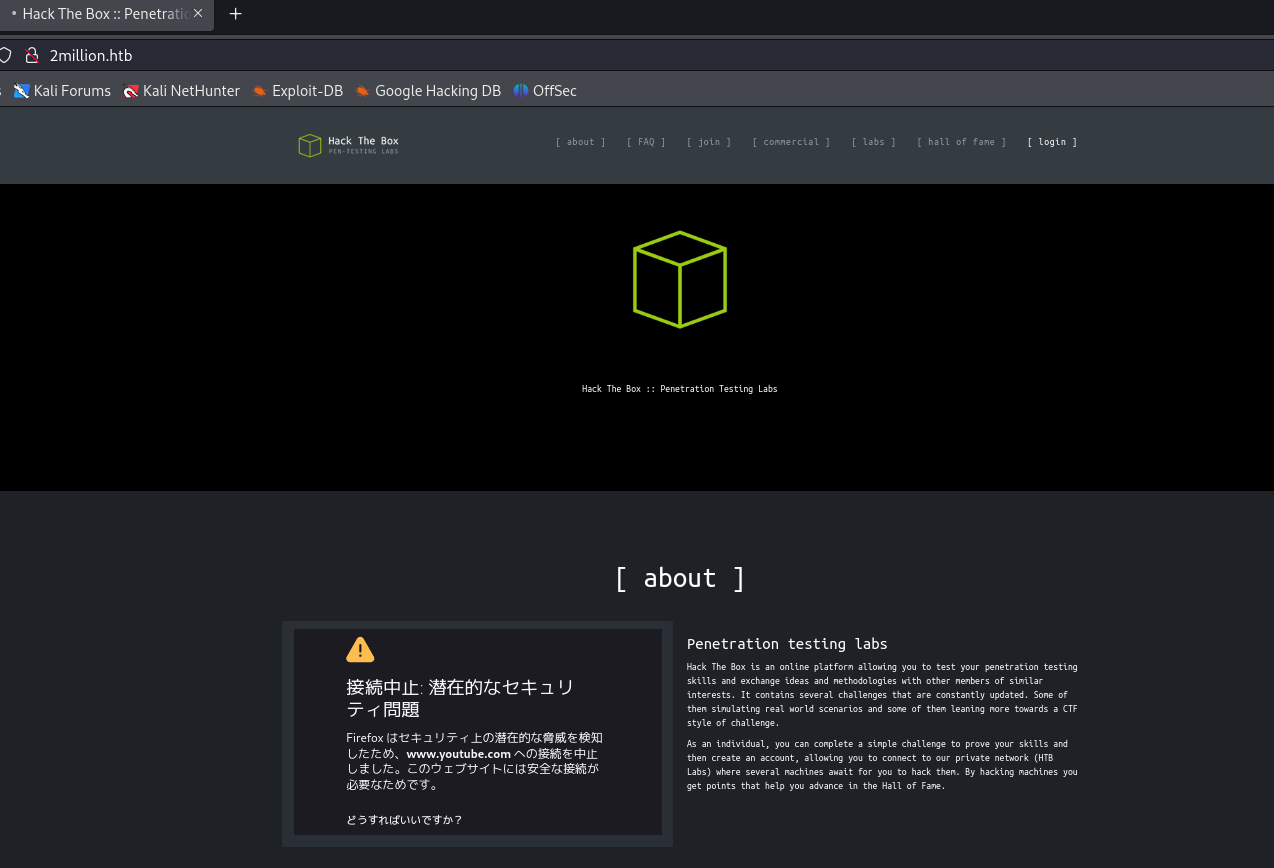 Hack The Box :: Penetratio
2million.htb
Kali Forums Kali NetHunter Exploit-DB Google Hacking DB OffSec
Hack The Box
PEN-TESTING LABS
[ about ] [ FAQ ] [ join ] [ commercial ] [ labs ] [ hall of fame ] [ login ]
Hack The Box :: Penetration Testing Labs
[ about ]
接続中止: 潜在的なセキュリ
ティ問題
Firefox はセキュリティ上の潜在的な脅威を検知
したため、www.youtube.com への接続を中止
しました。このウェブサイトには安全な接続が
必要なためです。
どうすればいいですか？
Penetration testing labs
Hack The Box is an online platform allowing you to test your penetration testing
skills and exchange ideas and methodologies with other members of similar
interests. It contains several challenges that are constantly updated. Some of
them simulating real world scenarios and some of them leaning more towards a CTF
style of challenge.
As an individual, you can complete a simple challenge to prove your skills and
then create an account, allowing you to connect to our private network (HTB
Labs) where several machines await for you to hack them. By hacking machines you
get points that help you advance in the Hall of Fame.